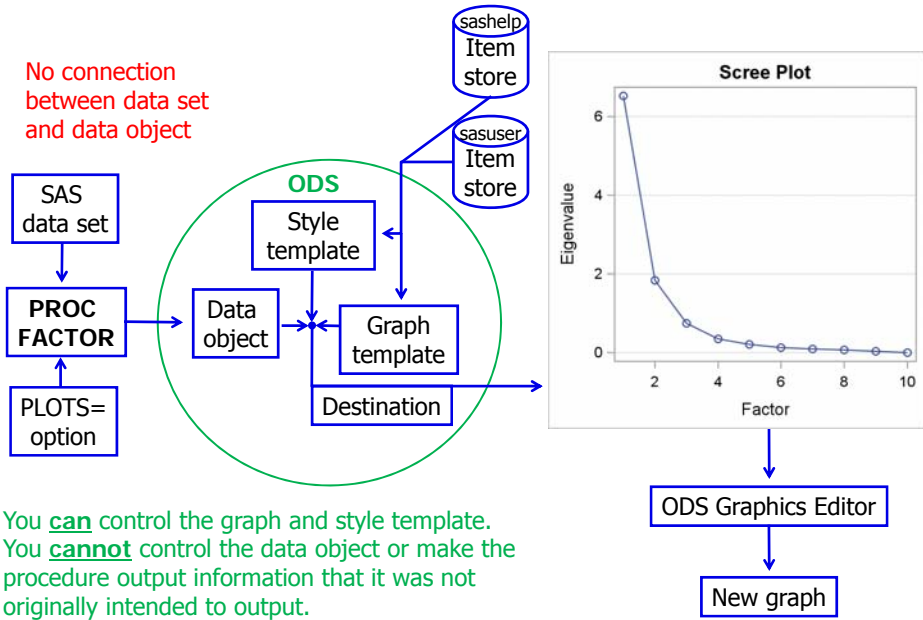 No connection
between data set
and data object
sashelp
Item
store
sasuser
Item
store
ODS
SAS
data set
Style
template
PROC
FACTOR
Data
object
Graph
template
PLOTS=
option
Destination
Scree Plot
Eigenvalue
6
4
2
0
2 4 6 8 10
Factor
ODS Graphics Editor
New graph
You can control the graph and style template.
You cannot control the data object or make the
procedure output information that it was not
originally intended to output.